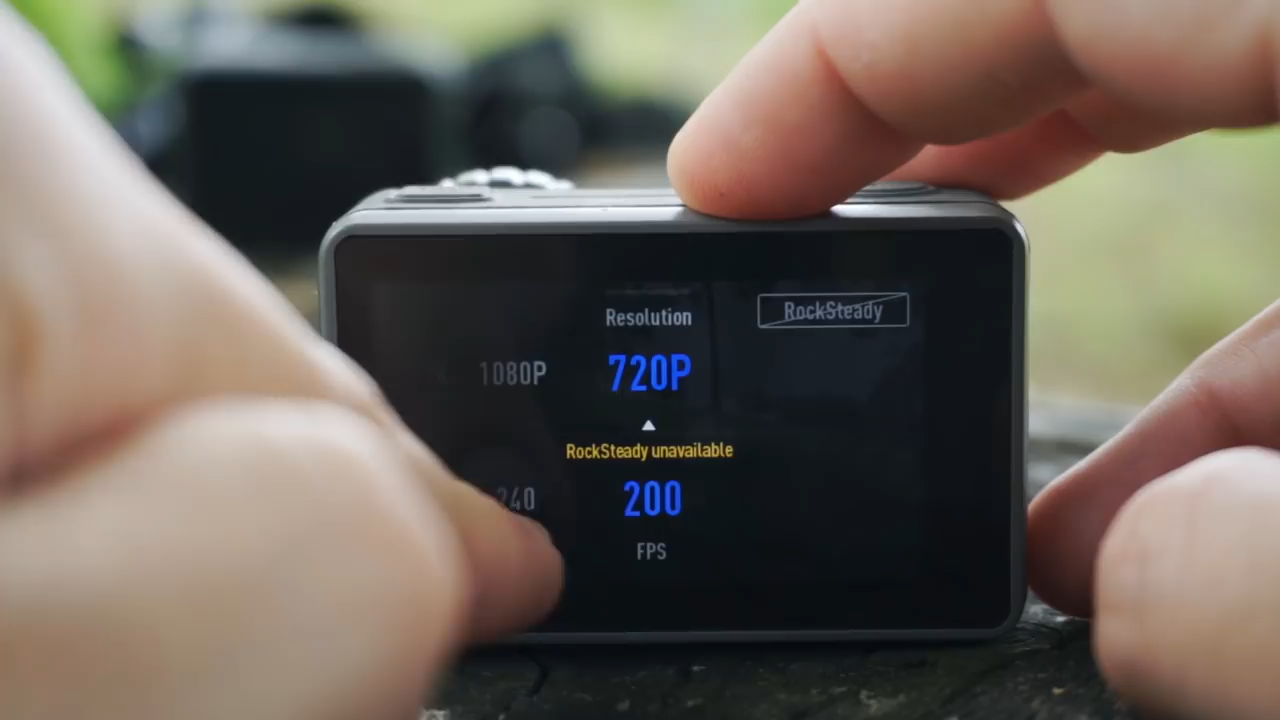 Resolution
RockSteady
1080P 720P
RockSteady unavailable
240 200
FPS